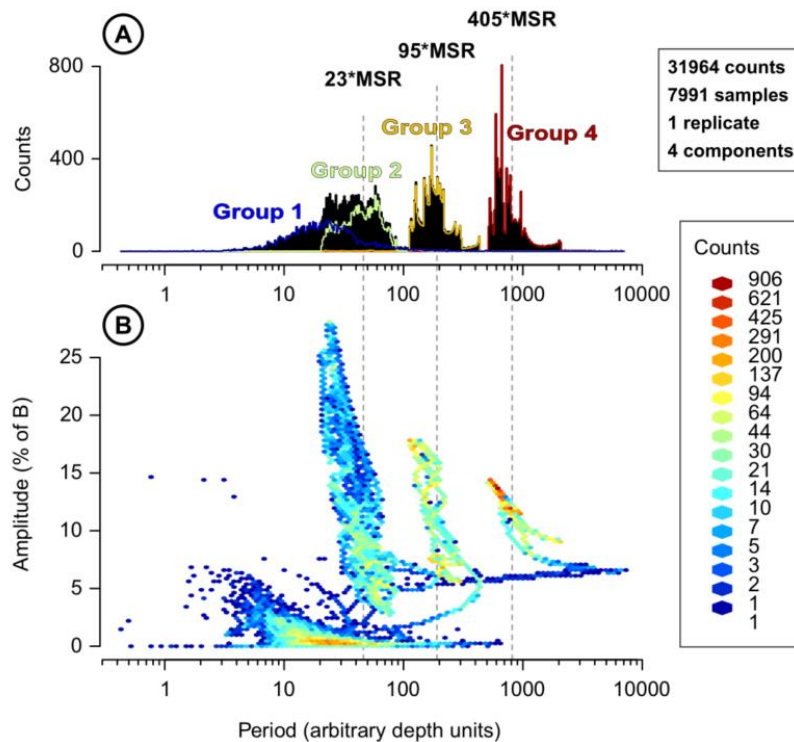 A
405*MSR
95*MSR
23*MSR
31964 counts
7991 samples
1 replicate
4 components
Counts
800
400
0
Group 1
Group 2
Group 3
Group 4
1 10 100 1000 10000
B
Amplitude (% of B)
25
20
15
10
5
0
1 10 100 1000 10000
Period (arbitrary depth units)
Counts
906
621
425
291
200
137
94
64
44
30
21
14
10
7
5
3
2
1
1